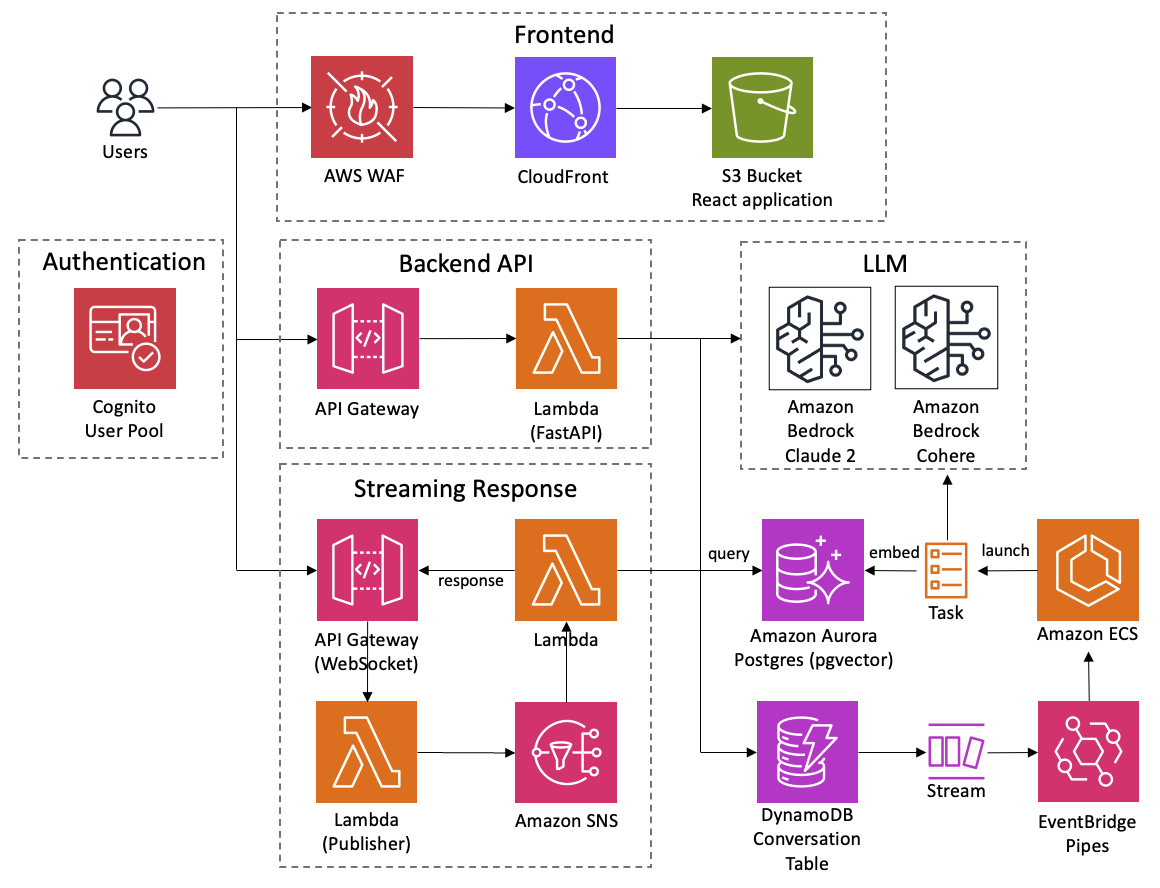 Frontend
Users
AWS WAF
CloudFront
S3 Bucket
React application
Authentication
Cognito
User Pool
Backend API
API Gateway
Lambda
(FastAPI)
LLM
Amazon
Bedrock
Claude 2
Amazon
Bedrock
Cohere
Streaming Response
API Gateway
(WebSocket)
response
Lambda
Lambda
(Publisher)
Amazon SNS
query
Amazon Aurora
Postgres (pgvector)
embed
Task
launch
Amazon ECS
DynamoDB
Conversation
Table
Stream
EventBridge
Pipes